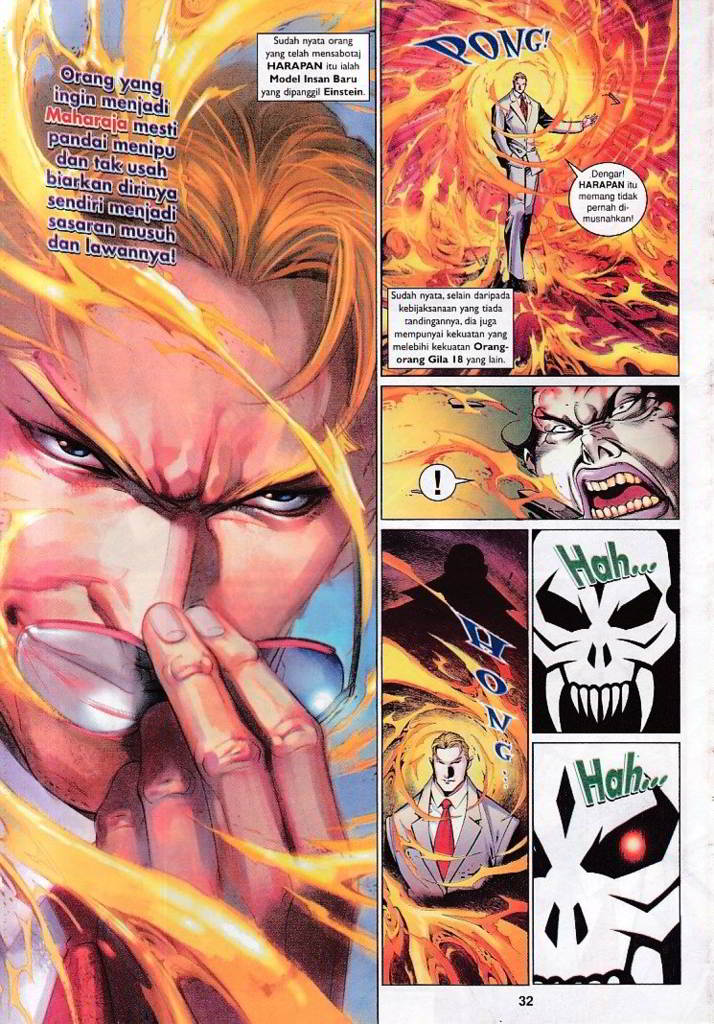 Orang yang
ingin menjadi
Maharaja mesti
pandai menipu
dan tak usah
biarkan dirinya
sendiri menjadi
sasaran musuh
dan lawannya!
Sudah nyata orang
yang telah mensabotaj
HARAPAN itu ialah
Model Insan Baru
yang dipanggil Einstein.
PONG!
Dengar!
HARAPAN itu
memang tidak
pernah di-
musnahkan!
Sudah nyata, selain daripada
kebijaksanaan yang tiada
tandingannya, dia juga
mempunyai kekuatan yang
melebihi kekuatan Orang-
orang Gila 18 yang lain.
!
HONG..
Hah...
Hah...
32